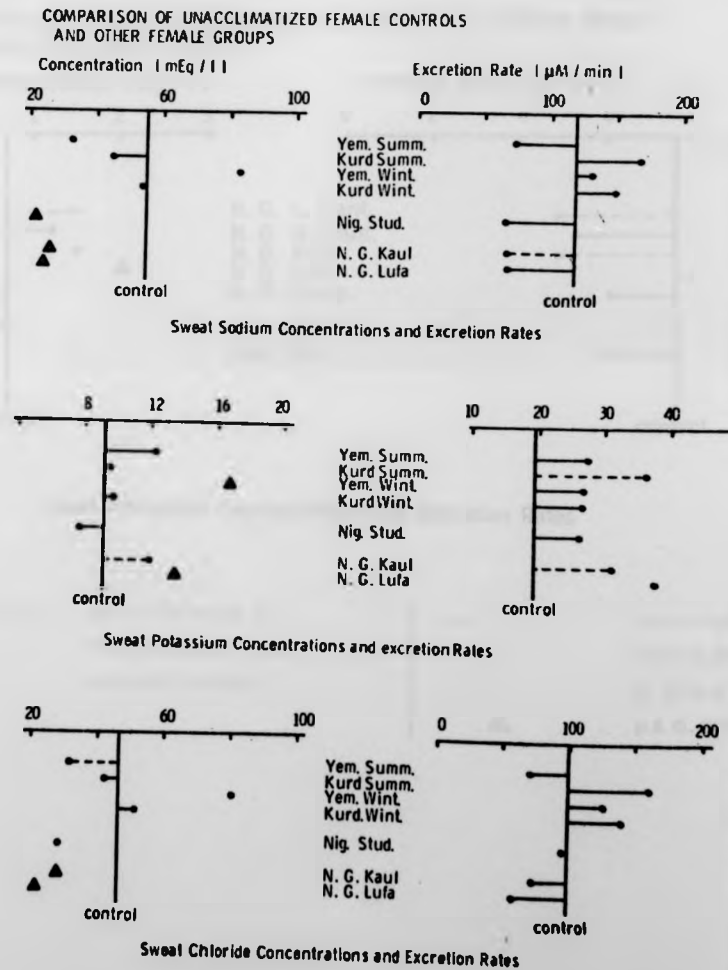 COMPARISON OF UNACCLIMATIZED FEMALE CONTROLS
AND OTHER FEMALE GROUPS
Concentration ( mEq / l )
Excretion Rate ( µM / min )
20 60 100
0 100 200
Yem. Summ.
Kurd Summ.
Yem. Wint.
Kurd Wint.
Nig. Stud.
N. G. Kaul
N. G. Lufa
control
control
Sweat Sodium Concentrations and Excretion Rates
8 12 16 20
10 20 30 40
Yem. Summ.
Kurd Summ.
Yem. Wint.
Kurd Wint.
Nig. Stud.
N. G. Kaul
N. G. Lufa
control
control
Sweat Potassium Concentrations and excretion Rates
20 60 100
0 100 200
Yem. Summ.
Kurd Summ.
Yem. Wint.
Kurd. Wint.
Nig. Stud.
N. G. Kaul
N. G. Lufa
control
control
Sweat Chloride Concentrations and Excretion Rates